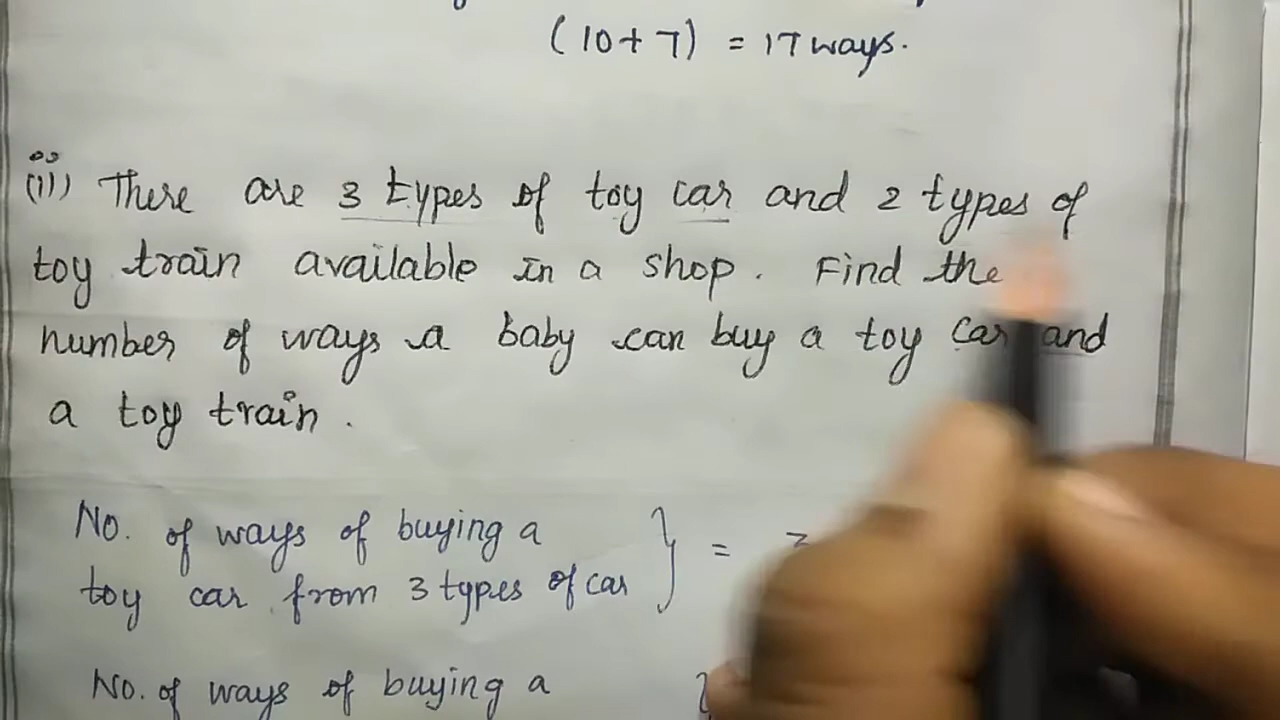 (10+7) = 17 ways.
(ii) There are 3 types of toy car and 2 types of
toy train available in a shop. Find the
number of ways a baby can buy a toy car and
a toy train.
No. of ways of buying a
toy car from 3 types of car } = 3
No. of ways of buying a